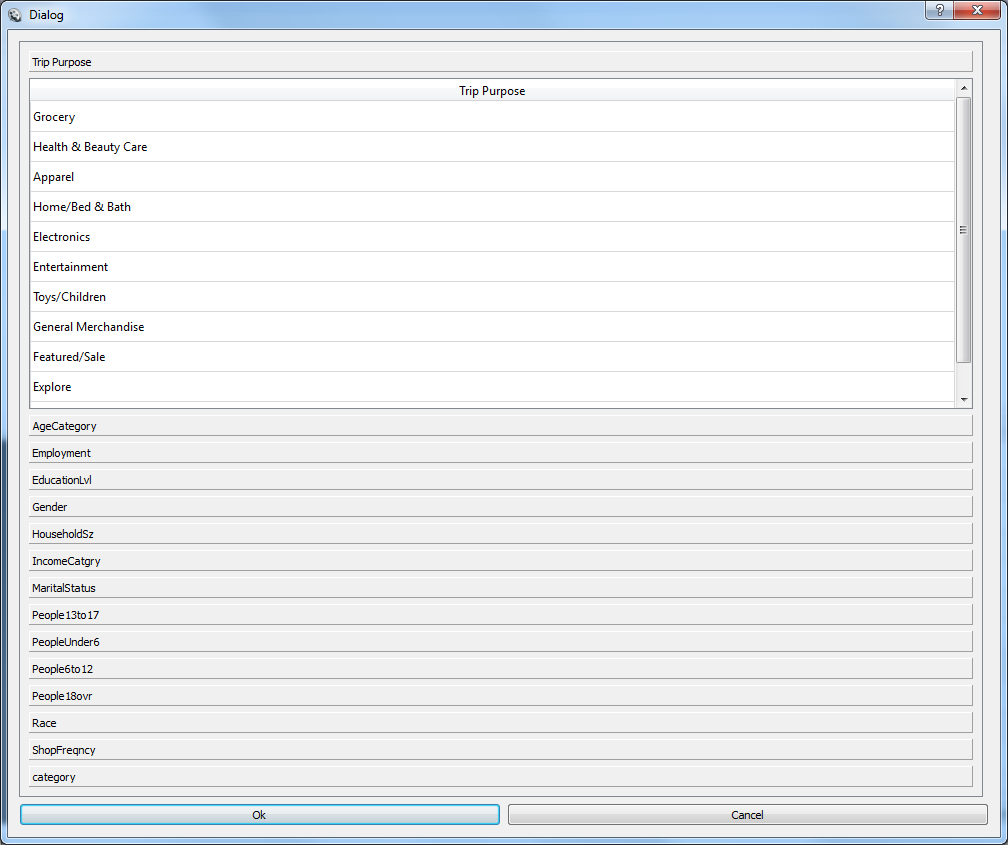 Dialog
Trip Purpose
Trip Purpose
Grocery
Health & Beauty Care
Apparel
Home/Bed & Bath
Electronics
Entertainment
Toys/Children
General Merchandise
Featured/Sale
Explore
AgeCategory
Employment
EducationLvl
Gender
HouseholdSz
IncomeCatgry
MaritalStatus
People13to17
PeopleUnder6
People6to12
People18ovr
Race
ShopFreqncy
category
Ok Cancel